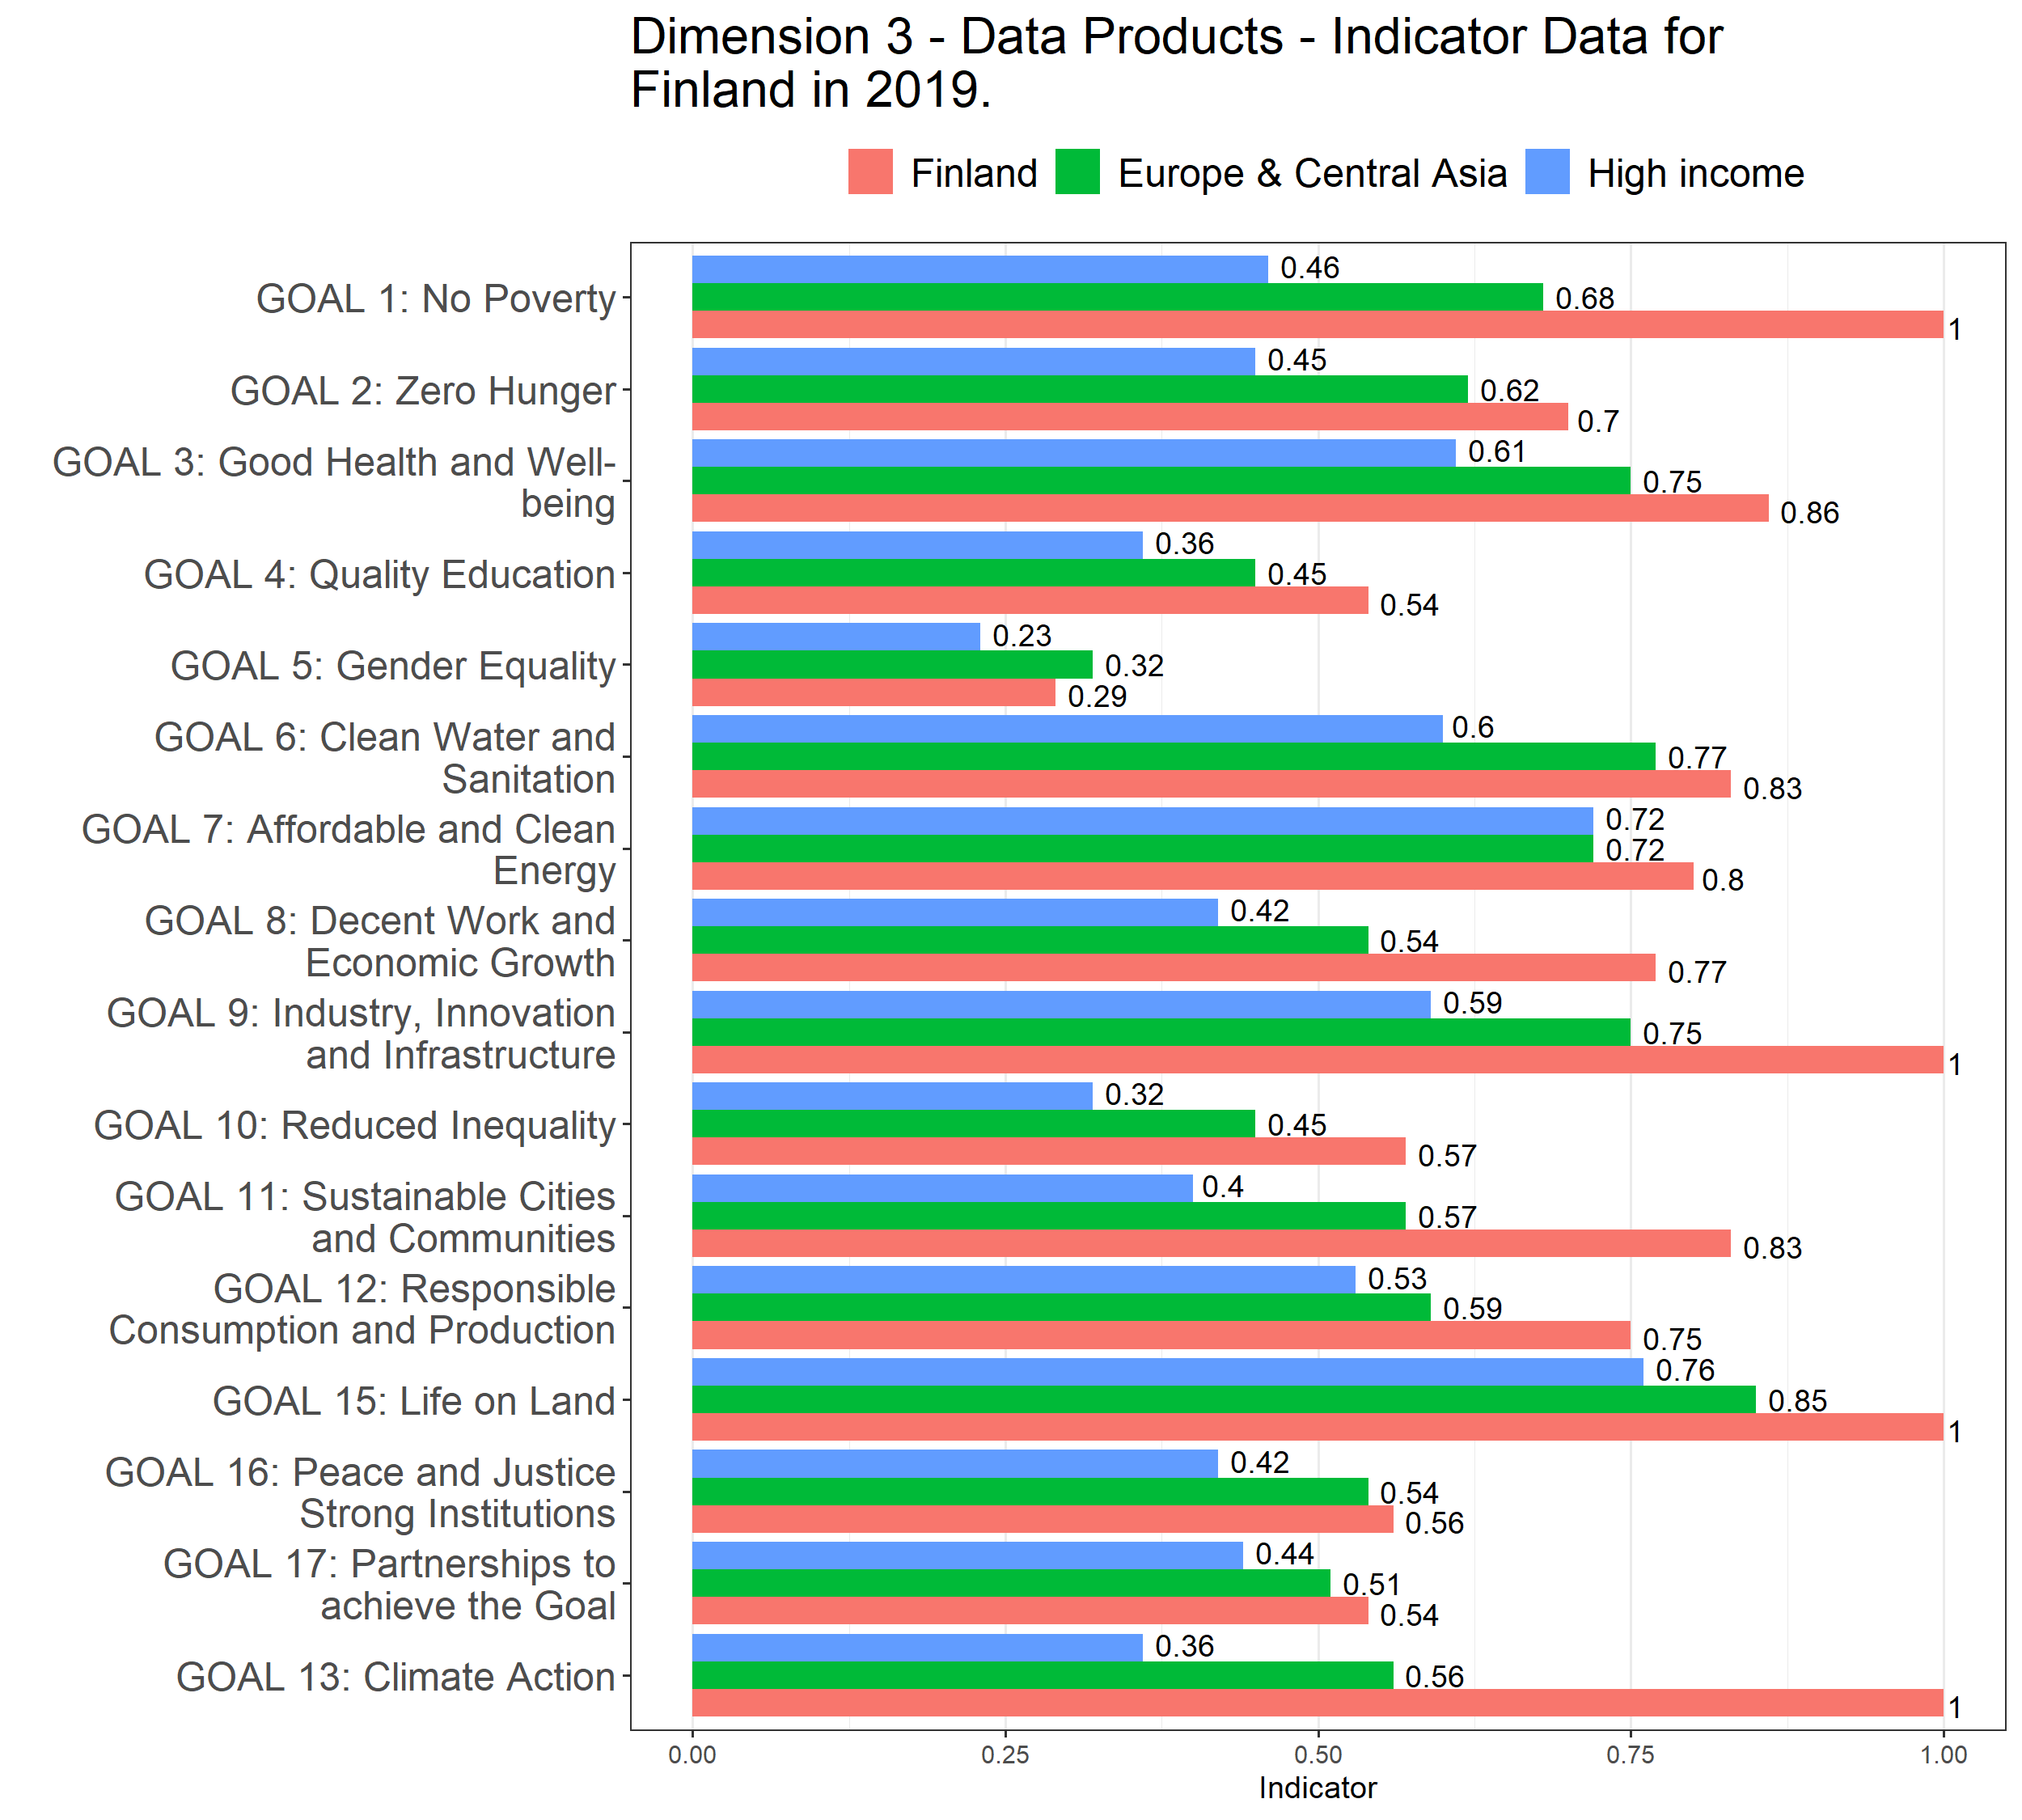 Dimension 3 - Data Products - Indicator Data for
Finland in 2019.
Finland
Europe & Central Asia
High income
GOAL 1: No Poverty
0.46
0.68
1
GOAL 2: Zero Hunger
0.45
0.62
0.7
GOAL 3: Good Health and Well-
being
0.61
0.75
0.86
GOAL 4: Quality Education
0.36
0.45
0.54
GOAL 5: Gender Equality
0.23
0.32
0.29
GOAL 6: Clean Water and
Sanitation
0.6
0.77
0.83
GOAL 7: Affordable and Clean
Energy
0.72
0.72
0.8
GOAL 8: Decent Work and
Economic Growth
0.42
0.54
0.77
GOAL 9: Industry, Innovation
and Infrastructure
0.59
0.75
1
GOAL 10: Reduced Inequality
0.32
0.45
0.57
GOAL 11: Sustainable Cities
and Communities
0.4
0.57
0.83
GOAL 12: Responsible
Consumption and Production
0.53
0.59
0.75
GOAL 15: Life on Land
0.76
0.85
1
GOAL 16: Peace and Justice
Strong Institutions
0.42
0.54
0.56
GOAL 17: Partnerships to
achieve the Goal
0.44
0.51
0.54
GOAL 13: Climate Action
0.36
0.56
1
0.00
0.25
0.50
0.75
1.00
Indicator